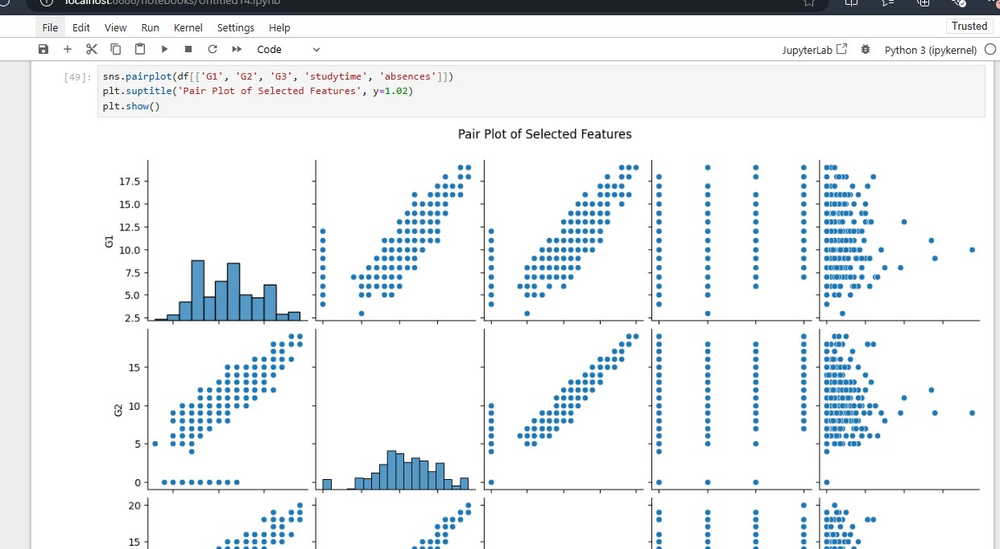 localhost:8888/notebooks/Untitled14.ipynb
File Edit View Run Kernel Settings Help Trusted
Code JupyterLab Python 3 (ipykernel)
[49]: sns.pairplot(df[['G1', 'G2', 'G3', 'studytime', 'absences']])
plt.suptitle('Pair Plot of Selected Features', y=1.02)
plt.show()
Pair Plot of Selected Features
17.5
15.0
12.5
G1
10.0
7.5
5.0
2.5
15
G2
10
5
0
20
15